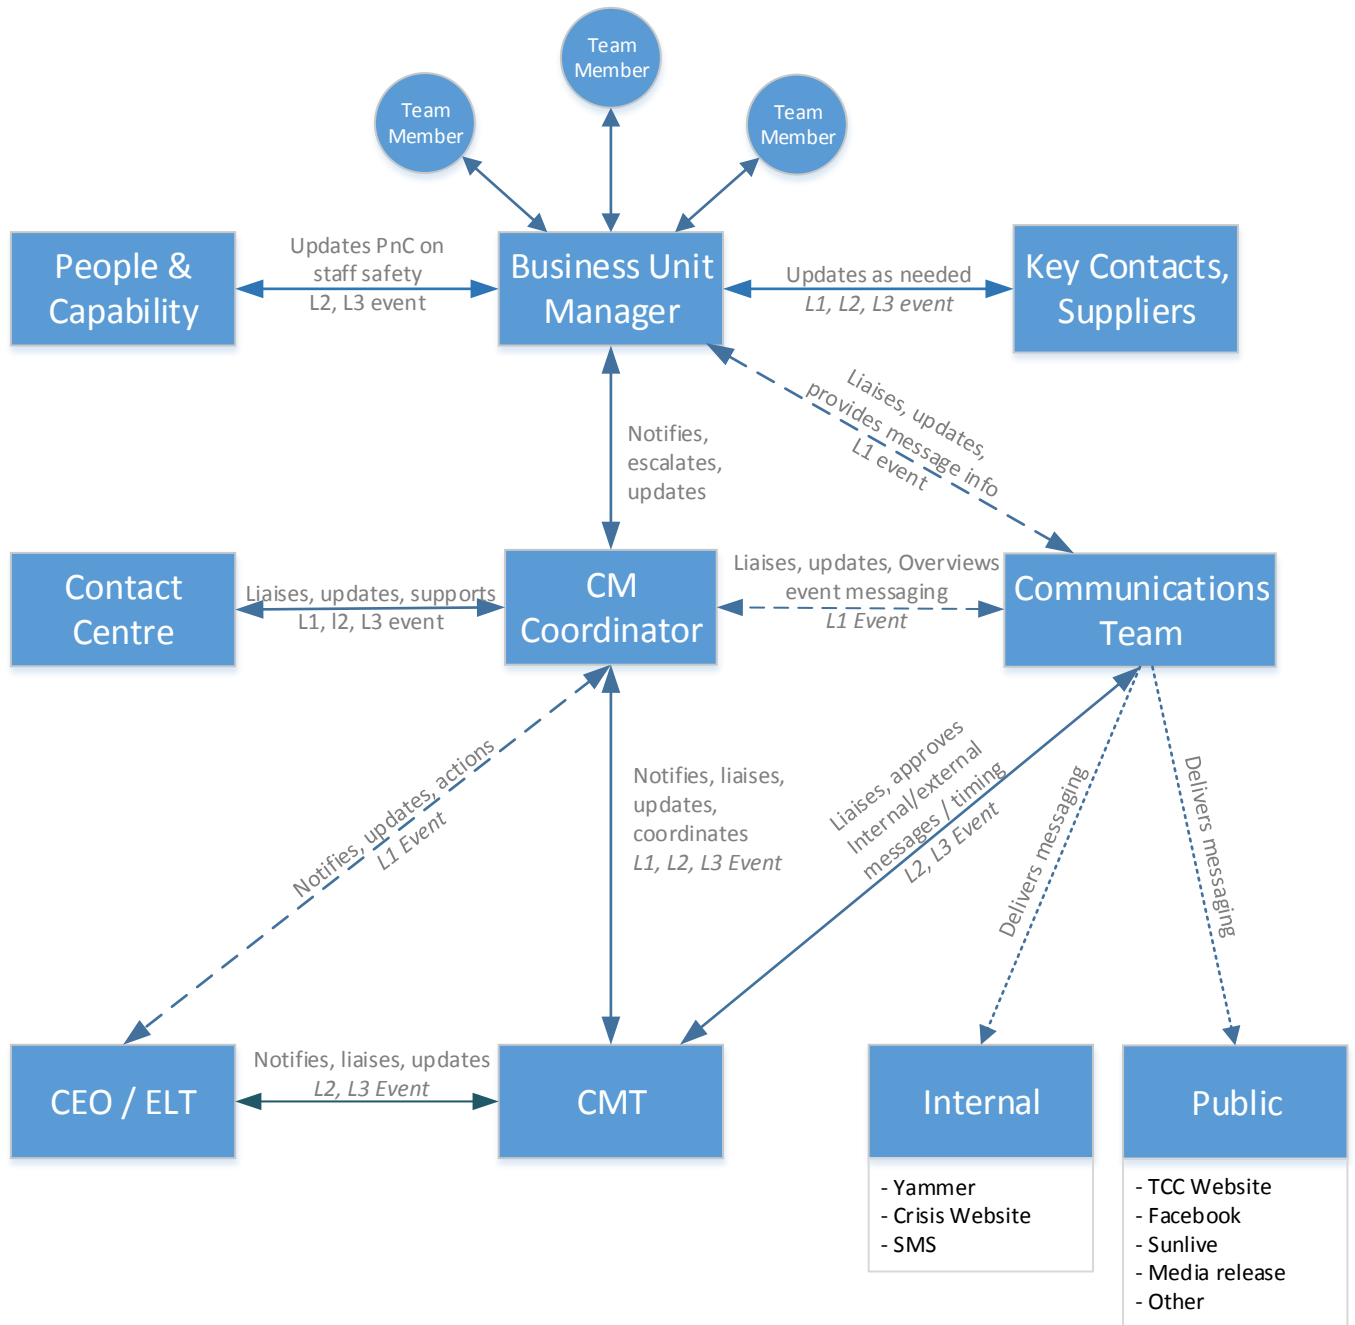 Team
Member
Team
Member
Team
Member
People &
Capability
Updates PnC on
staff safety
L2, L3 event
Business Unit
Manager
Updates as needed
L1, L2, L3 event
Key Contacts,
Suppliers
Notifies,
escalates,
updates
Liaises, updates,
provides message info
L1 event
Contact
Centre
Liaises, updates, supports
L1, l2, L3 event
CM
Coordinator
Liaises, updates, Overviews
event messaging
L1 Event
Communications
Team
Notifies, updates, actions
L1 Event
Notifies, liaises,
updates,
coordinates
L1, L2, L3 Event
Liaises, approves
Internal/external
messages / timing
L2, L3 Event
Delivers messaging
Delivers messaging
CEO / ELT
Notifies, liaises, updates
L2, L3 Event
CMT
Internal
- Yammer
- Crisis Website
- SMS
Public
- TCC Website
- Facebook
- Sunlive
- Media release
- Other